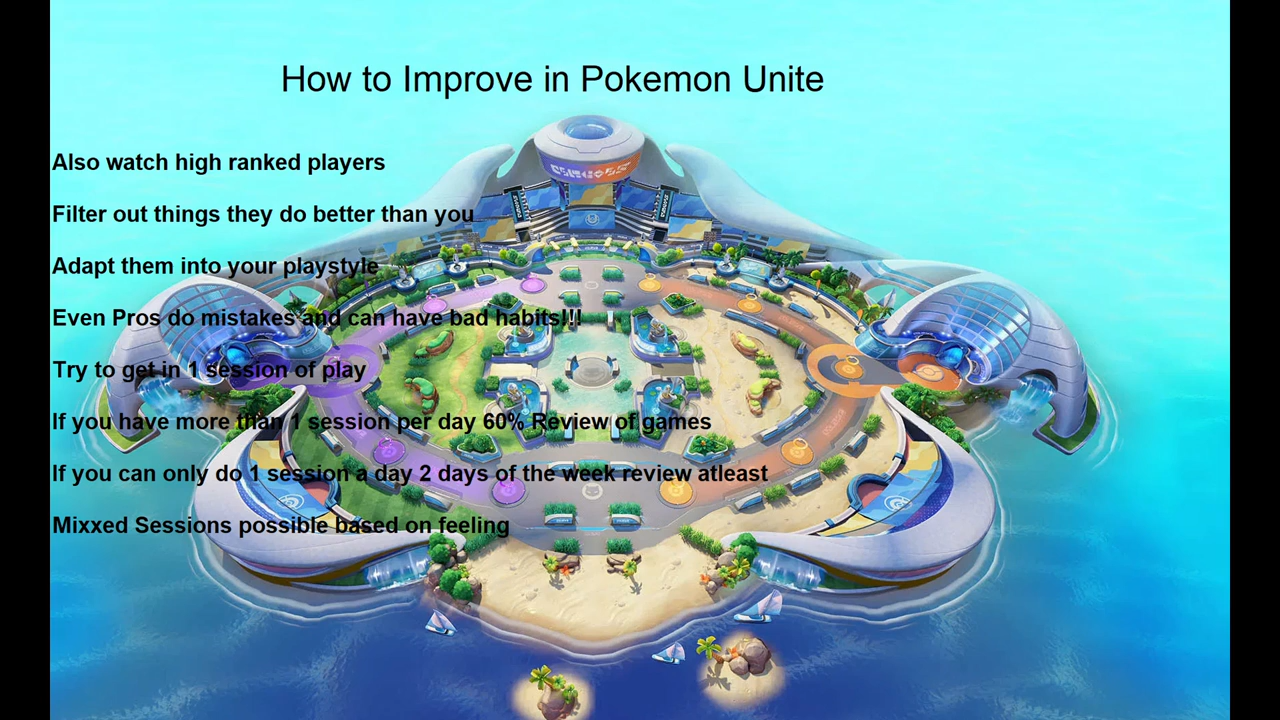 How to Improve in Pokemon Unite
Also watch high ranked players
Filter out things they do better than you
Adapt them into your playstyle
Even Pros do mistakes and can have bad habits!!!
Try to get in 1 session of play
If you have more than 1 session per day 60% Review of games
If you can only do 1 session a day 2 days of the week review atleast
Mixxed Sessions possible based on feeling